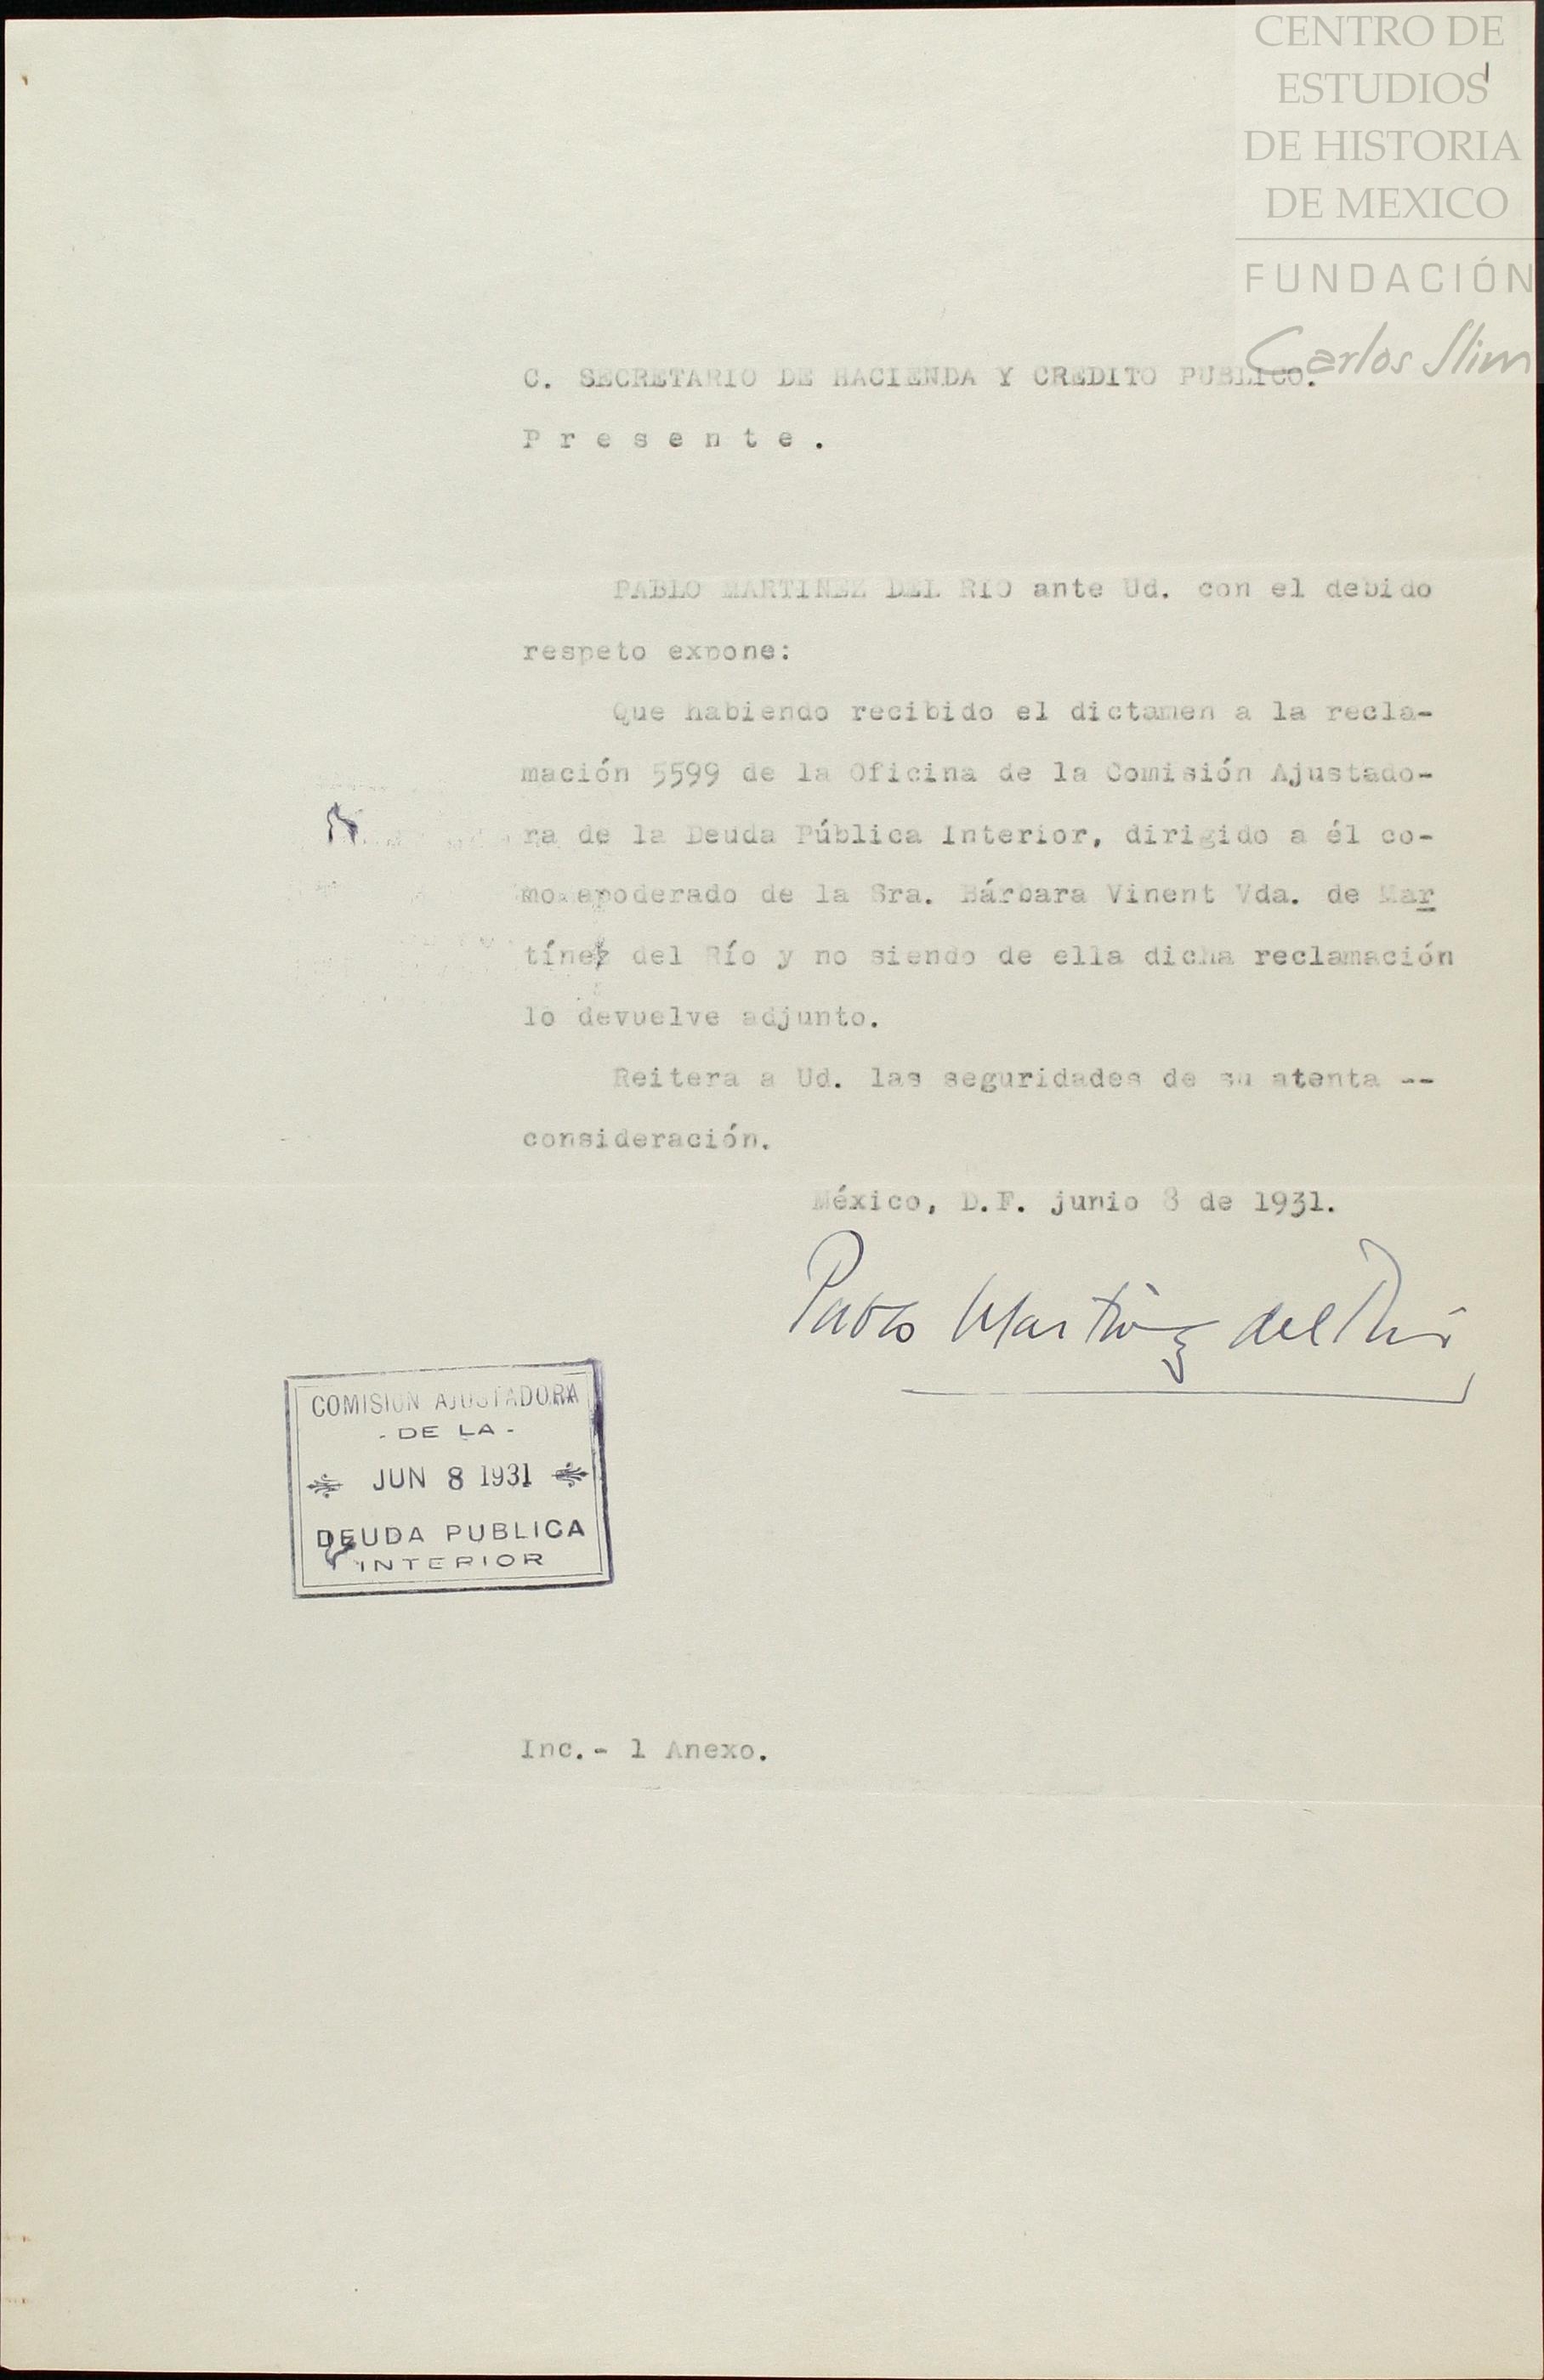 CENTRO DE
ESTUDIOS
DE HISTORIA
DE MEXICO
FUNDACIÓN
Carlos Slim
C. SECRETARIO DE HACIENDA Y CREDITO PUBLICO.
P r e s e n t e .
PABLO MARTINEZ DEL RIO ante Ud. con el debido
respeto expone:
Que habiendo recibido el dictamen a la recla-
mación 5599 de la Oficina de la Comisión Ajustado-
ra de la Deuda Pública Interior, dirigido a él co-
mo apoderado de la Sra. Bárbara Vinent Vda. de Mar
tínez del Río y no siendo de ella dicha reclamación
lo devuelve adjunto.
Reitera a Ud. las seguridades de su atenta --
consideración.
México, D.F. junio 8 de 1931.
Pablo Martínez del Río
COMISION AJUSTADORA
- DE LA -
JUN 8 1931
DEUDA PUBLICA
INTERIOR
Inc.- 1 Anexo.